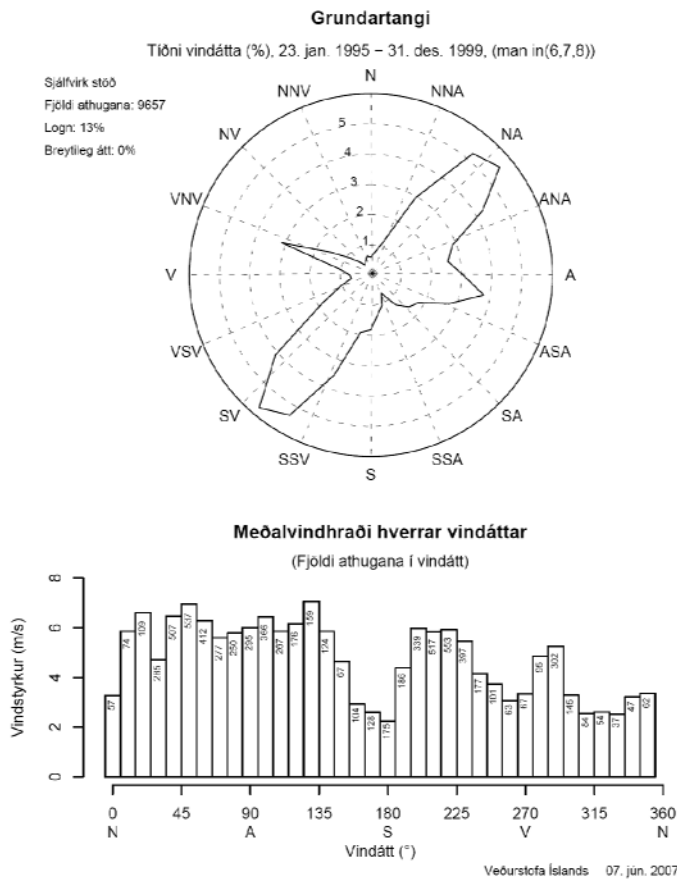 Grundartangi
Tíðni vindátta (%), 23. jan. 1995 − 31. des. 1999, (man in(6,7,8))
Sjálfvirk stöð
Fjöldi athugana: 9657
Logn: 13%
Breytileg átt: 0%
N
NNA
NA
ANA
A
ASA
SA
SSA
S
SSV
SV
VSV
V
VNV
NV
NNV
5
4
3
2
1
Meðalvindhraði hverrar vindáttar
(Fjöldi athugana í vindátt)
Vindstyrkur (m/s)
8
6
4
2
0
57 74 109 285 507 537 412 277 250 295 366 267 176 159 124 67 104 128 175 186 339 517 553 397 177 101 63 67 95 302 145 84 54 37 47 62
0 45 90 135 180 225 270 315 360
N A S V N
Vindátt (°)
Veðurstofa Íslands 07. jún. 2007